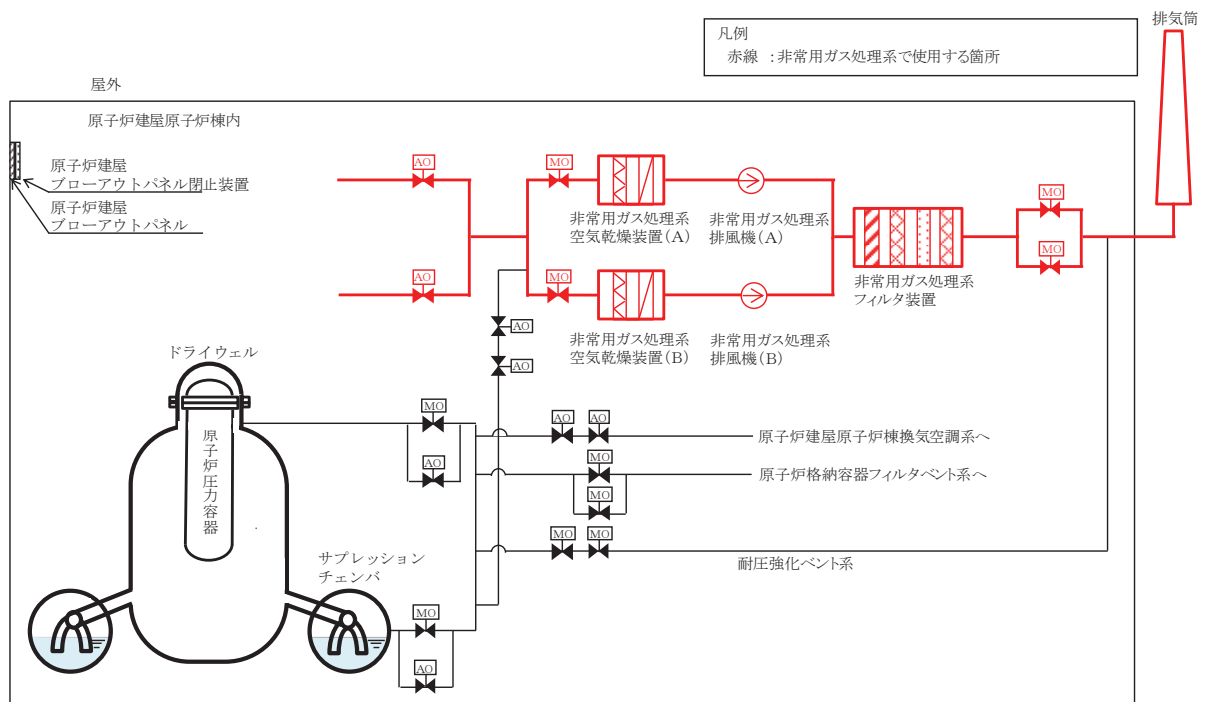 排気筒
凡例
赤線 ：非常用ガス処理系で使用する箇所
屋外
原子炉建屋原子炉棟内
原子炉建屋
ブローアウトパネル閉止装置
原子炉建屋
ブローアウトパネル
AO
MO
非常用ガス処理系
空気乾燥装置(A)
非常用ガス処理系
排風機(A)
MO
MO
非常用ガス処理系
フィルタ装置
AO
MO
非常用ガス処理系
空気乾燥装置(B)
非常用ガス処理系
排風機(B)
AO
AO
ドライウェル
原子炉圧力容器
MO
AO
AO
AO
原子炉建屋原子炉棟換気空調系へ
MO
原子炉格納容器フィルタベント系へ
MO
MO
MO
耐圧強化ベント系
サプレッション
チェンバ
MO
AO